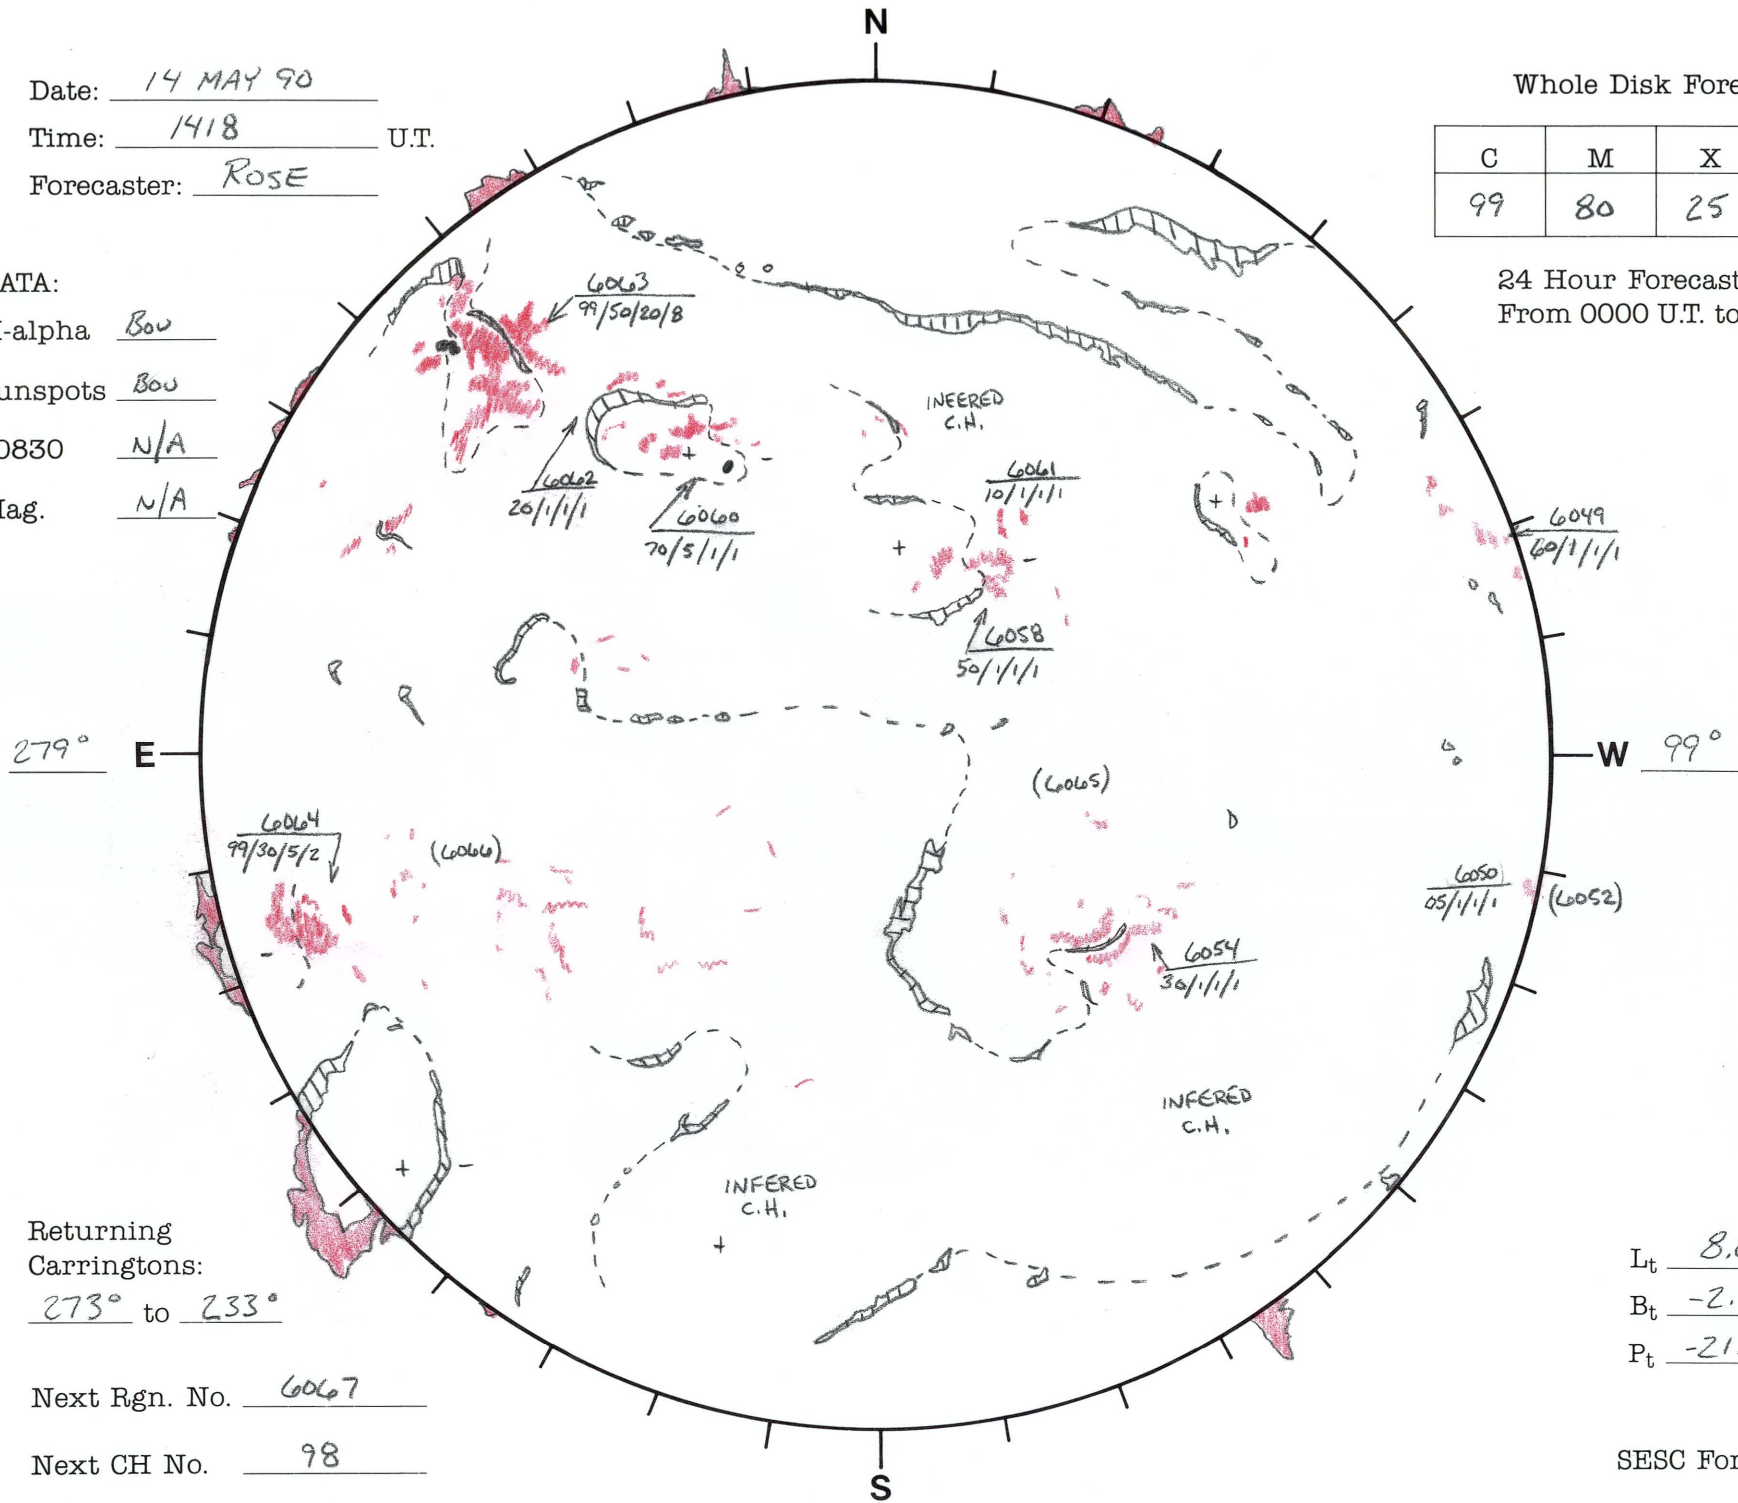 N
Date: 14 MAY 90
Time: 1418 U.T.
Forecaster: ROSE
Whole Disk Fore
C M X
99 80 25
24 Hour Forecast
From 0000 U.T. to
ATA:
I-alpha Bou
unspots Bou
0830 N/A
Mag. N/A
6063
99/50/20/8
INEERED
C.H.
6062
20/1/1/1
6060
70/5/1/1
6061
10/1/1/1
6049
60/1/1/1
6058
50/1/1/1
279° E
W 99°
(6065)
6064
99/30/5/2
(6066)
6050
05/1/1/1
(6052)
6054
30/1/1/1
INFERED
C.H.
INFERED
C.H.
Returning
Carringtons:
273° to 233°
Lt 8.
Bt -2.
Pt -21.
Next Rgn. No. 6067
Next CH No. 98
SESC For
S